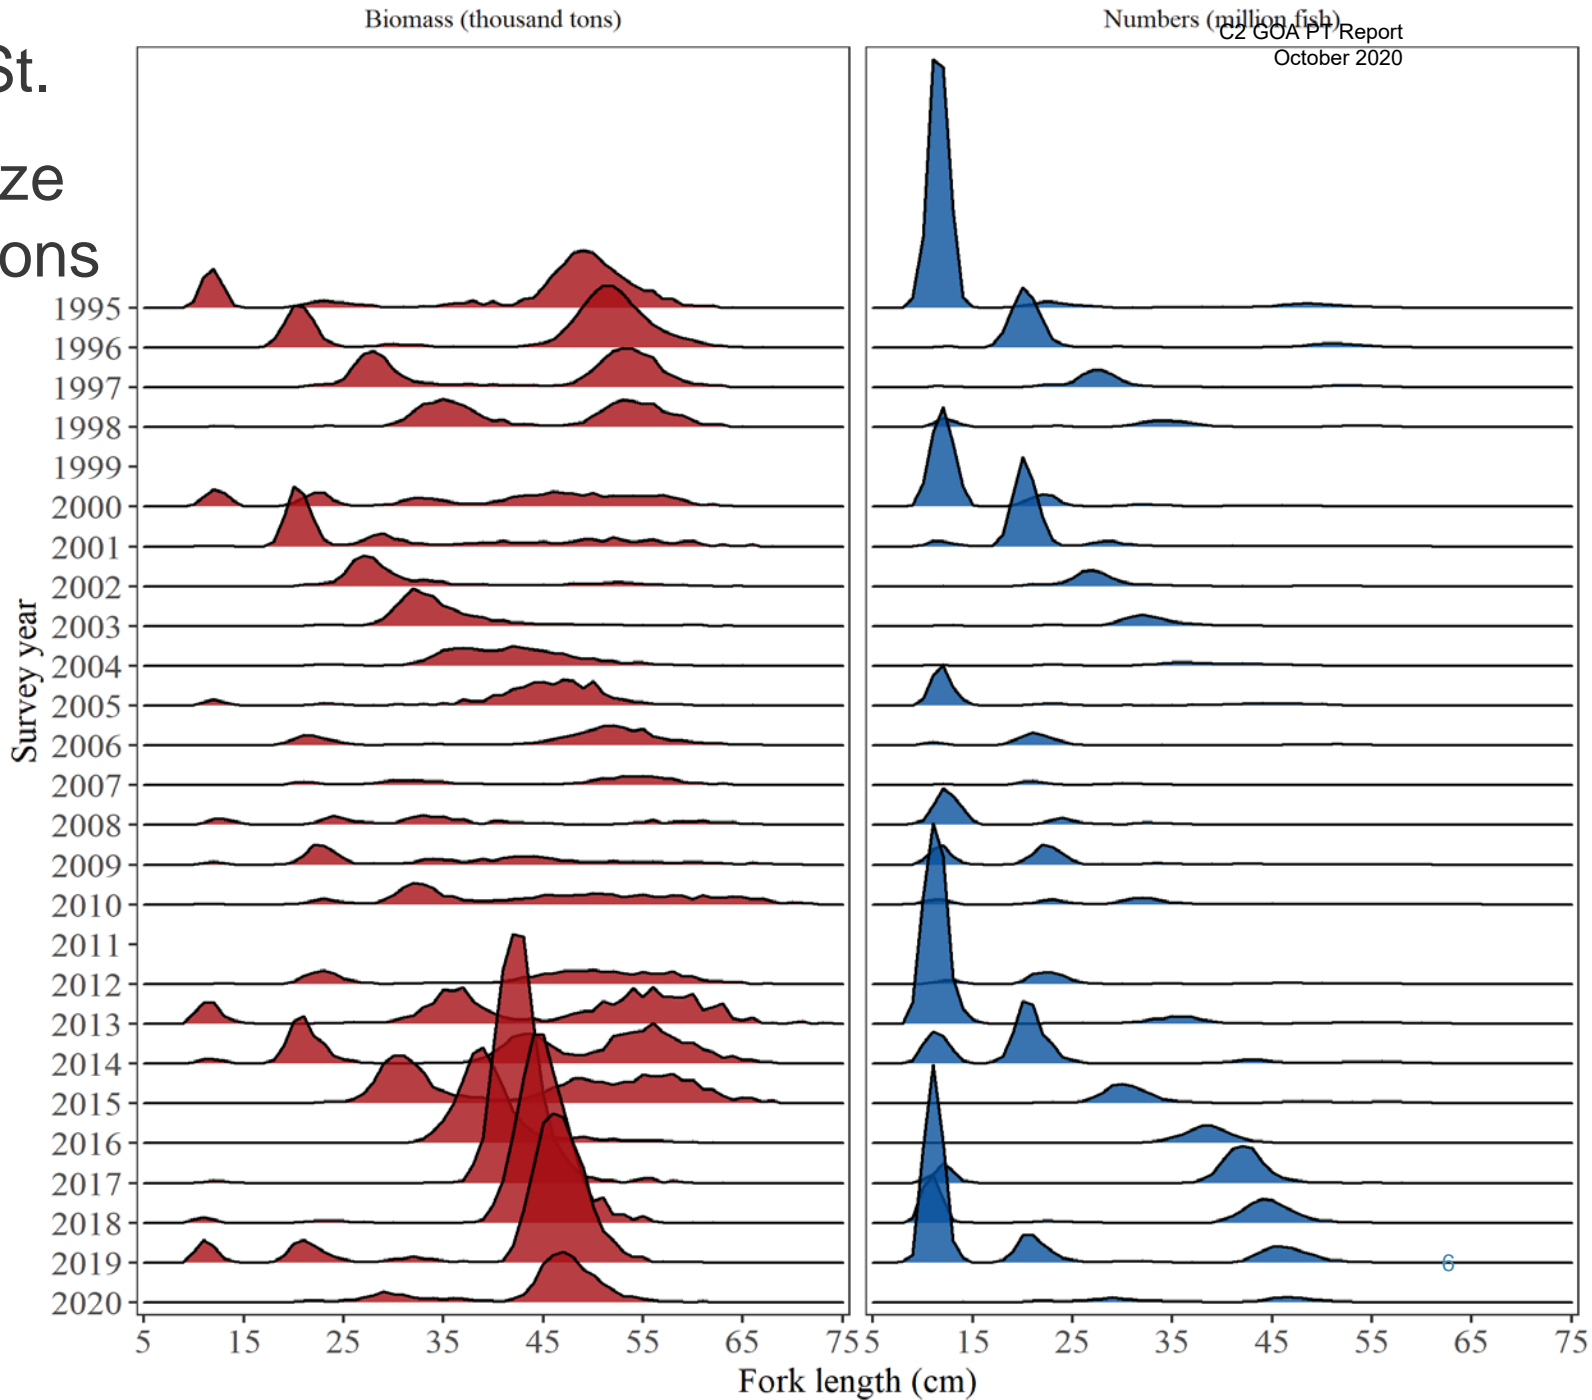 Biomass (thousand tons)
Numbers (million fish)
C2 GOA PT Report
October 2020
St.
ze
ons
Survey year
1995
1996
1997
1998
1999
2000
2001
2002
2003
2004
2005
2006
2007
2008
2009
2010
2011
2012
2013
2014
2015
2016
2017
2018
2019
2020
6
5 15 25 35 45 55 65 75
5 15 25 35 45 55 65 75
Fork length (cm)